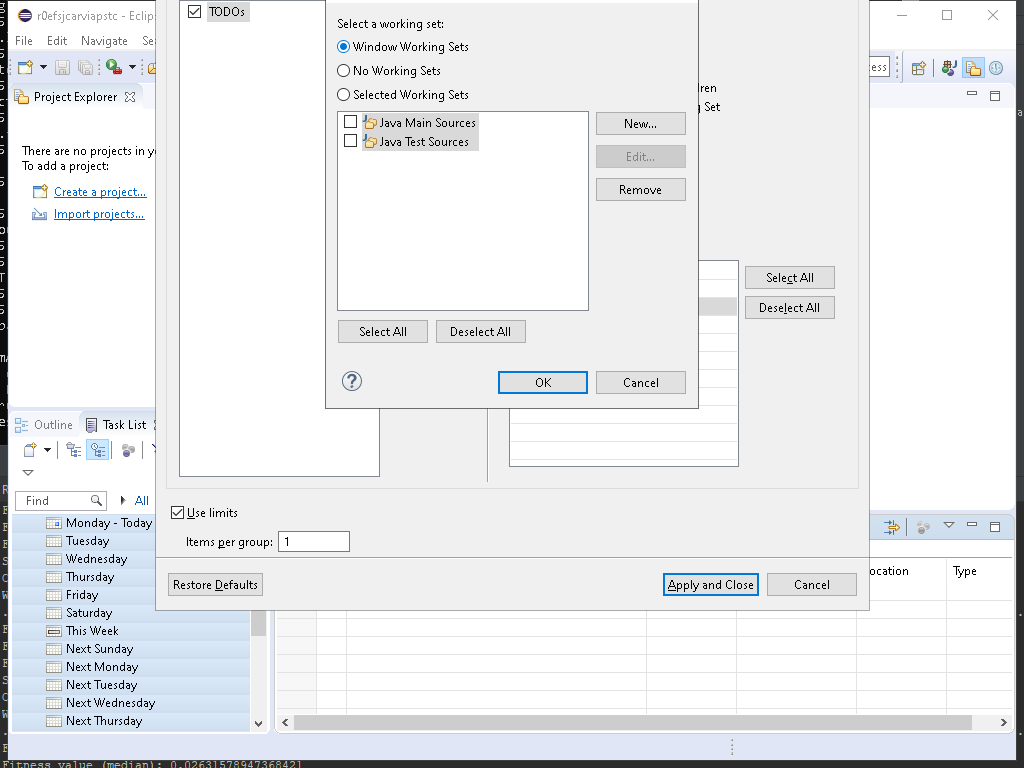 r0efsjcarviapstc - Eclip
File Edit Navigate Se
Project Explorer
There are no projects in y
To add a project:
Create a project...
Import projects...
TODOs
Select a working set:
Window Working Sets
No Working Sets
Selected Working Sets
Java Main Sources
Java Test Sources
New...
Edit...
Remove
Select All
Deselect All
OK
Cancel
ess
ren
Set
Select All
Deselect All
Outline
Task List
Find
All
Monday - Today
Tuesday
Wednesday
Thursday
Friday
Saturday
This Week
Next Sunday
Next Monday
Next Tuesday
Next Wednesday
Next Thursday
Use limits
Items per group: 1
Restore Defaults
Apply and Close
Cancel
ocation
Type
Fitness value (median): 0.02631578947368421